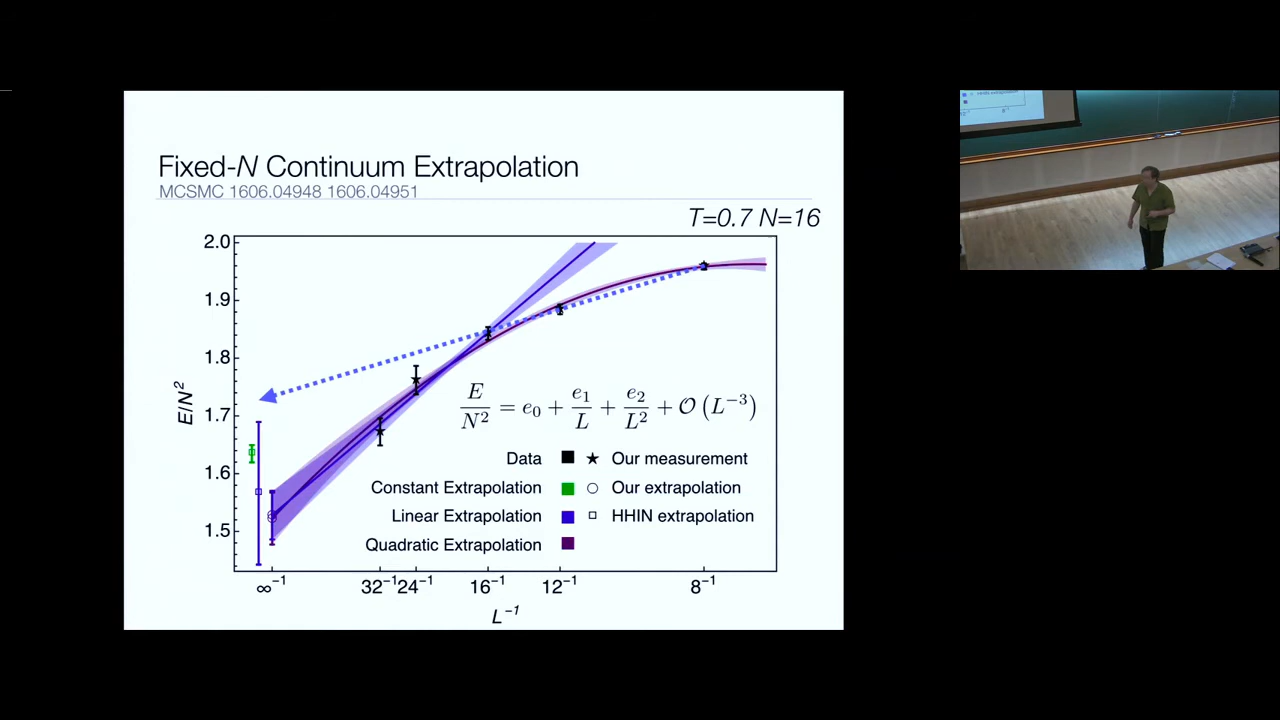 Fixed-N Continuum Extrapolation
MCSMC 1606.04948 1606.04951
T=0.7 N=16
2.0
1.9
1.8
1.7
1.6
1.5
E/N²
E/N² = e₀ + e₁/L + e₂/L² + O(L⁻³)
Data ■ ★ Our measurement
Constant Extrapolation ■ ○ Our extrapolation
Linear Extrapolation ■ □ HHIN extrapolation
Quadratic Extrapolation ■
∞⁻¹ 32⁻¹ 24⁻¹ 16⁻¹ 12⁻¹ 8⁻¹
L⁻¹